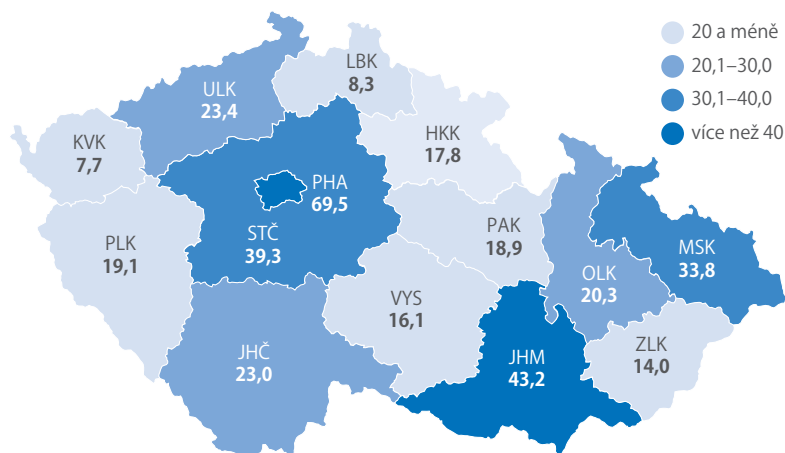 20 a méně
20,1–30,0
30,1–40,0
více než 40
LBK
8,3
ULK
23,4
KVK
7,7
HKK
17,8
PHA
69,5
STČ
39,3
PLK
19,1
PAK
18,9
MSK
33,8
OLK
20,3
VYS
16,1
JHČ
23,0
JHM
43,2
ZLK
14,0